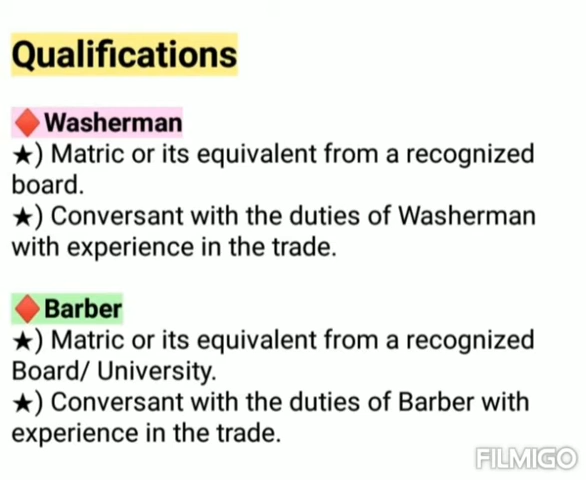 Qualifications
♦Washerman
★) Matric or its equivalent from a recognized
board.
★) Conversant with the duties of Washerman
with experience in the trade.
♦Barber
★) Matric or its equivalent from a recognized
Board/ University.
★) Conversant with the duties of Barber with
experience in the trade.
FILMIGO